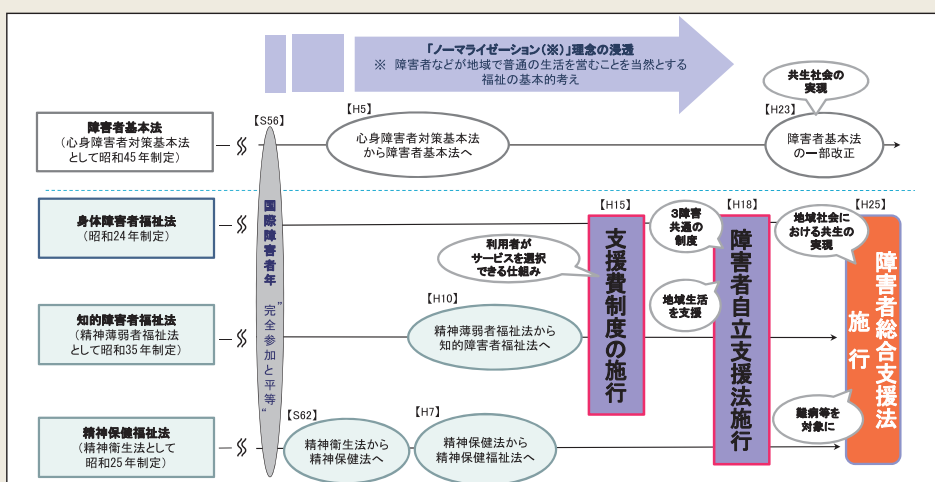 「ノーマライゼーション(※)」理念の浸透
※ 障害者などが地域で普通の生活を営むことを当然とする
福祉の基本的考え
共生社会の
実現
【S56】
【H5】
【H23】
障害者基本法
(心身障害者対策基本法
として昭和45年制定)
心身障害者対策基本法
から障害者基本法へ
障害者基本法
の一部改正
国際障害者年
"完全参加と平等"
身体障害者福祉法
(昭和24年制定)
【H15】
支援費制度の施行
利用者が
サービスを選択
できる仕組み
3障害
共通の
制度
地域生活
を支援
【H18】
障害者自立支援法施行
地域社会に
おける共生の
実現
【H25】
障害者総合支援法
施行
難病等を
対象に
知的障害者福祉法
(精神薄弱者福祉法
として昭和35年制定)
【H10】
精神薄弱者福祉法から
知的障害者福祉法へ
精神保健福祉法
(精神衛生法として
昭和25年制定)
【S62】
精神衛生法から
精神保健法へ
【H7】
精神保健法から
精神保健福祉法へ